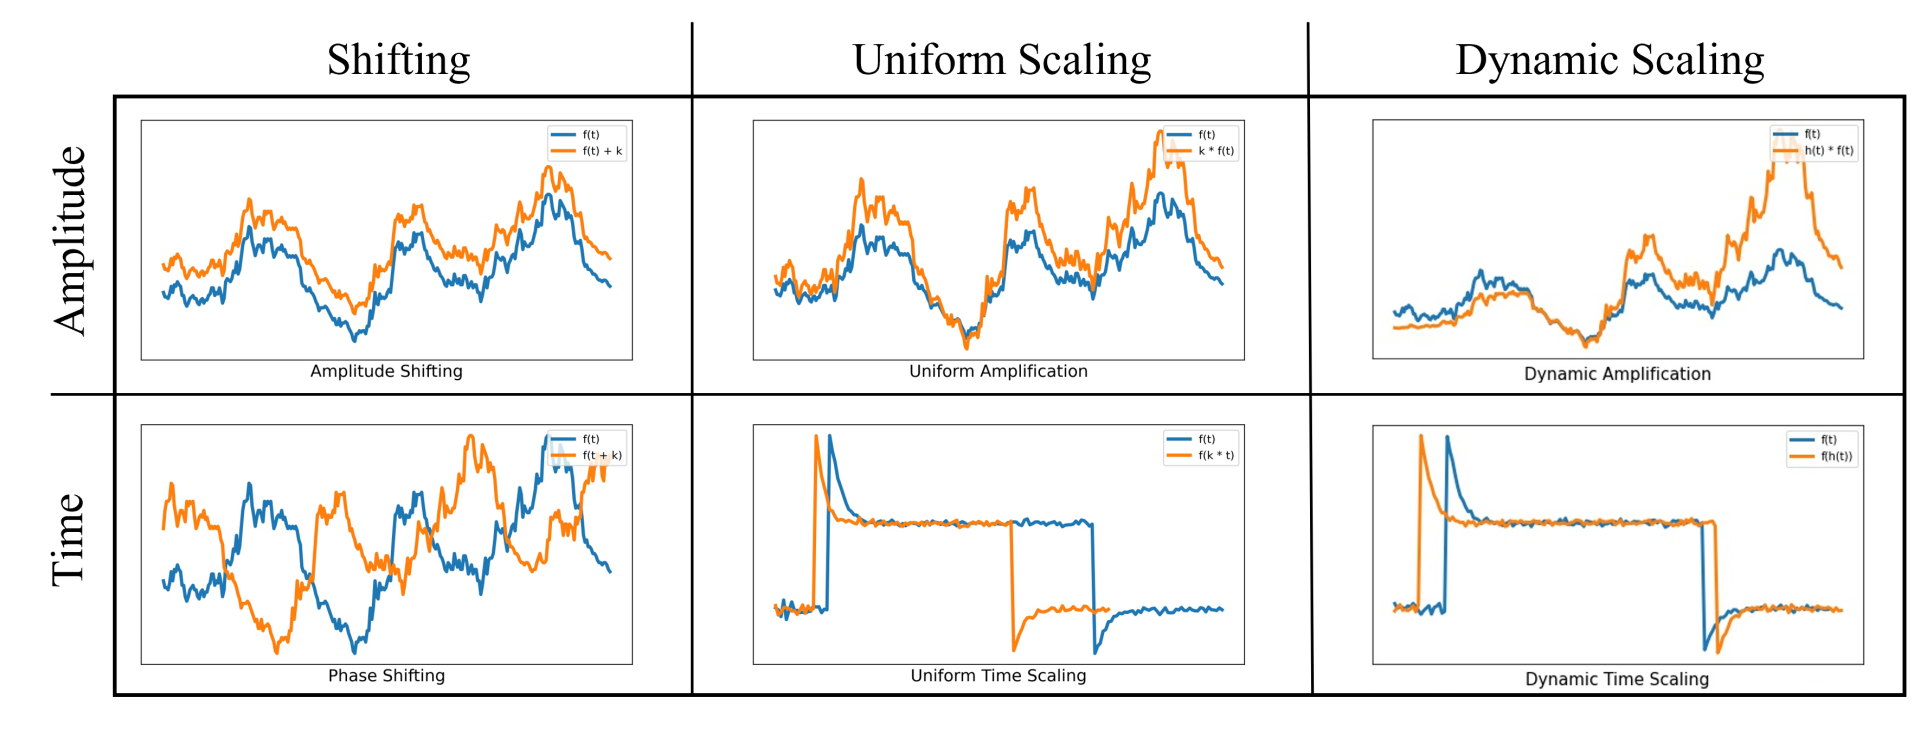 Shifting
Uniform Scaling
Dynamic Scaling
Amplitude
f(t)
f(t) + k
Amplitude Shifting
f(t)
k * f(t)
Uniform Amplification
f(t)
h(t) * f(t)
Dynamic Amplification
Time
f(t)
f(t + k)
Phase Shifting
f(t)
f(k * t)
Uniform Time Scaling
f(t)
f(h(t))
Dynamic Time Scaling